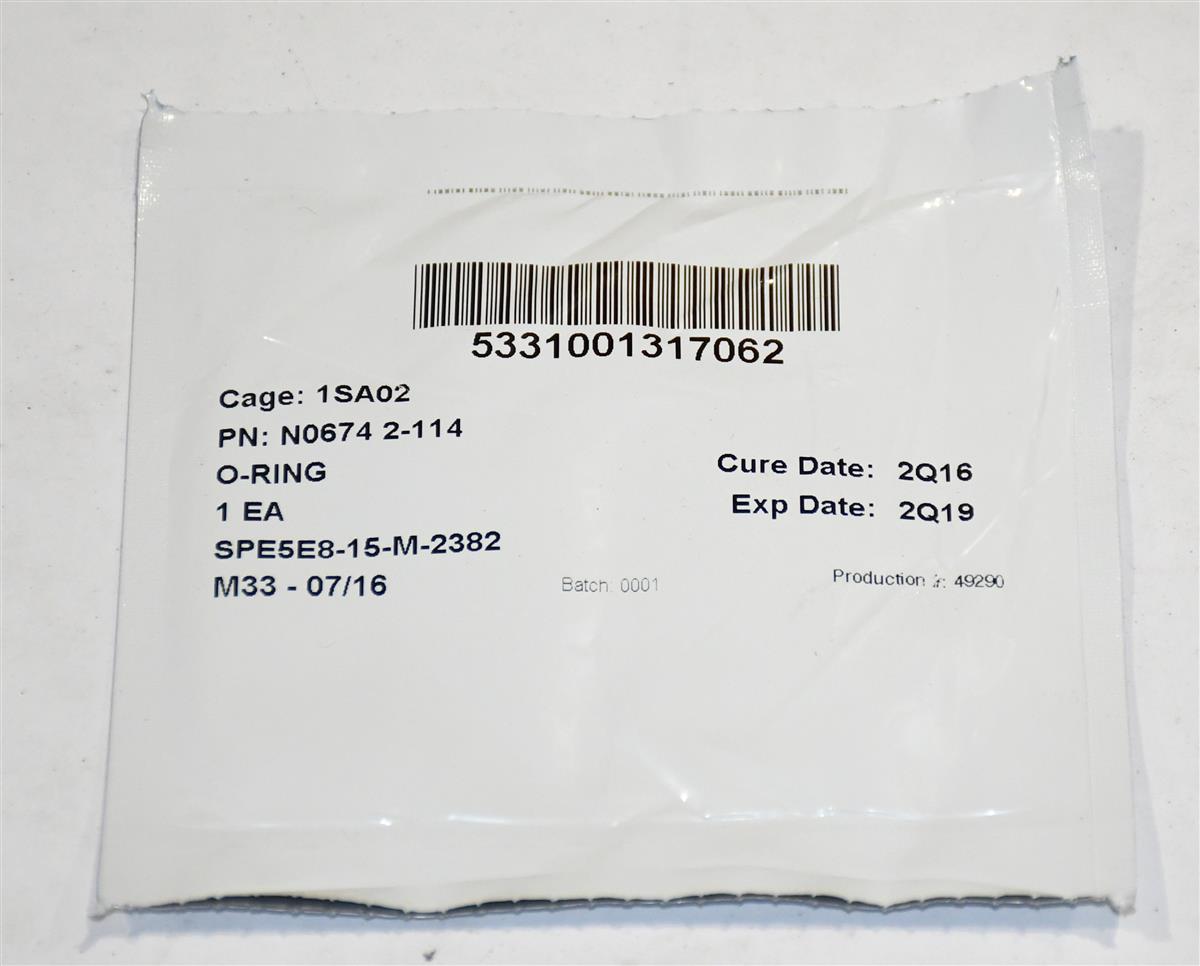 5331001317062
Cage: 1SA02
PN: N0674 2-114
O-RING
1 EA
SPE5E8-15-M-2382
M33 - 07/16
Cure Date: 2Q16
Exp Date: 2Q19
Batch: 0001
Production 49290